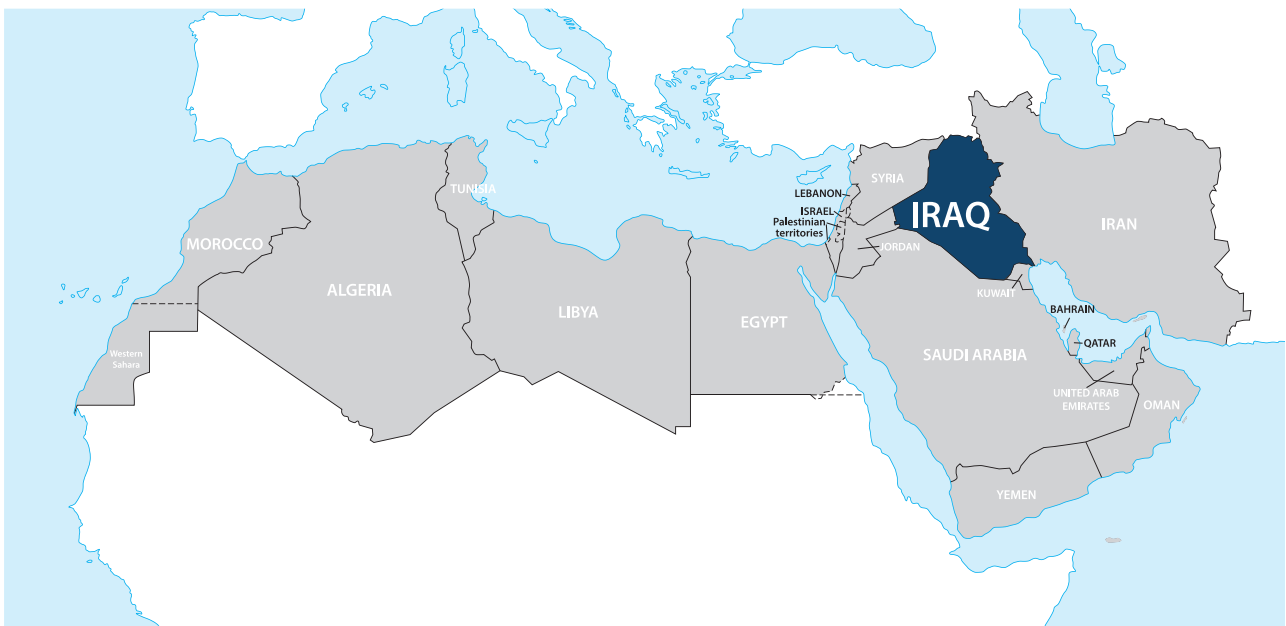 SYRIA
LEBANON
ISRAEL
Palestinian
territories
IRAQ
IRAN
TUNISIA
MOROCCO
JORDAN
ALGERIA
KUWAIT
LIBYA
EGYPT
BAHRAIN
QATAR
SAUDI ARABIA
Western
Sahara
UNITED ARAB
EMIRATES
OMAN
YEMEN